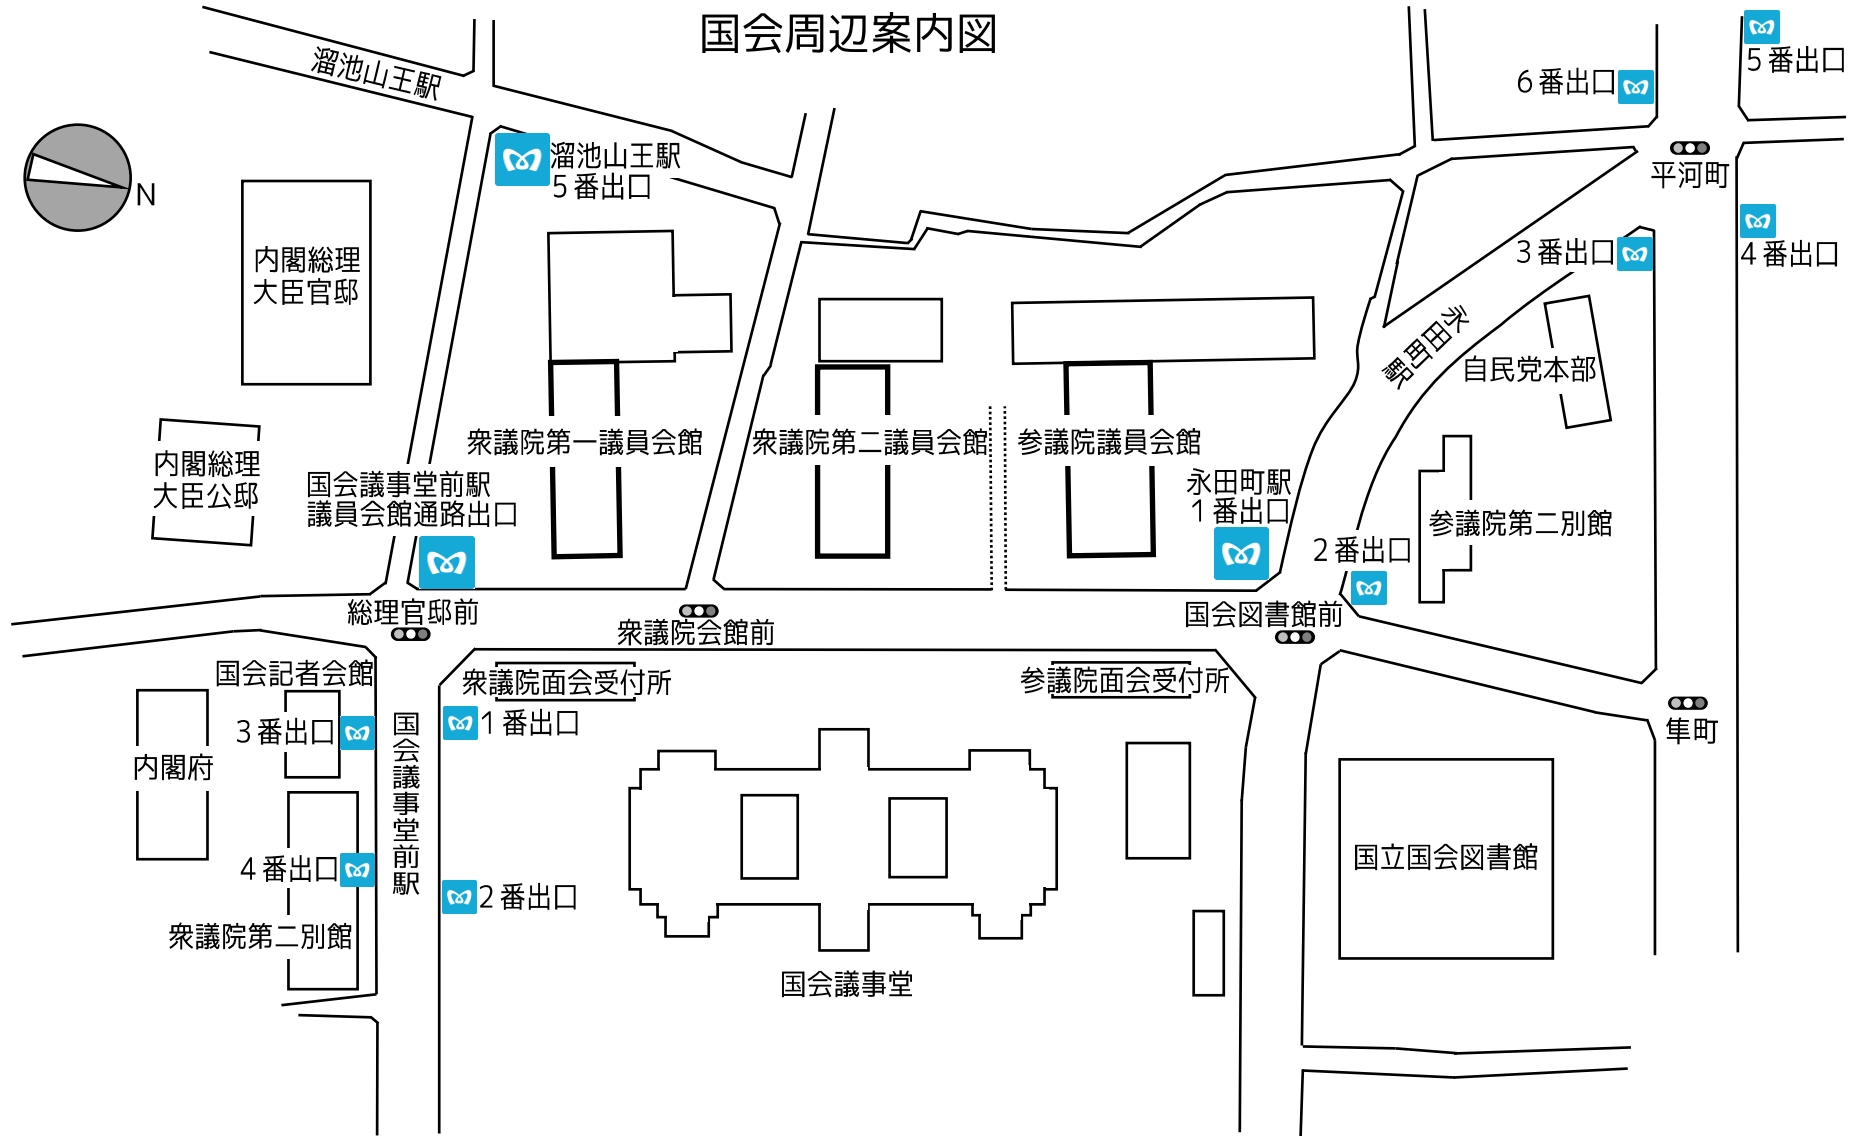 国会周辺案内図
溜池山王駅
5番出口
6番出口
溜池山王駅
5番出口
平河町
N
3番出口
4番出口
内閣総理
大臣官邸
永田町駅
自民党本部
衆議院第一議員会館
衆議院第二議員会館
参議院議員会館
内閣総理
大臣公邸
国会議事堂前駅
議員会館通路出口
永田町駅
1番出口
参議院第二別館
2番出口
総理官邸前
衆議院会館前
国会図書館前
国会記者会館
衆議院面会受付所
参議院面会受付所
3番出口
国会議事堂前駅
1番出口
隼町
内閣府
4番出口
2番出口
国立国会図書館
衆議院第二別館
国会議事堂